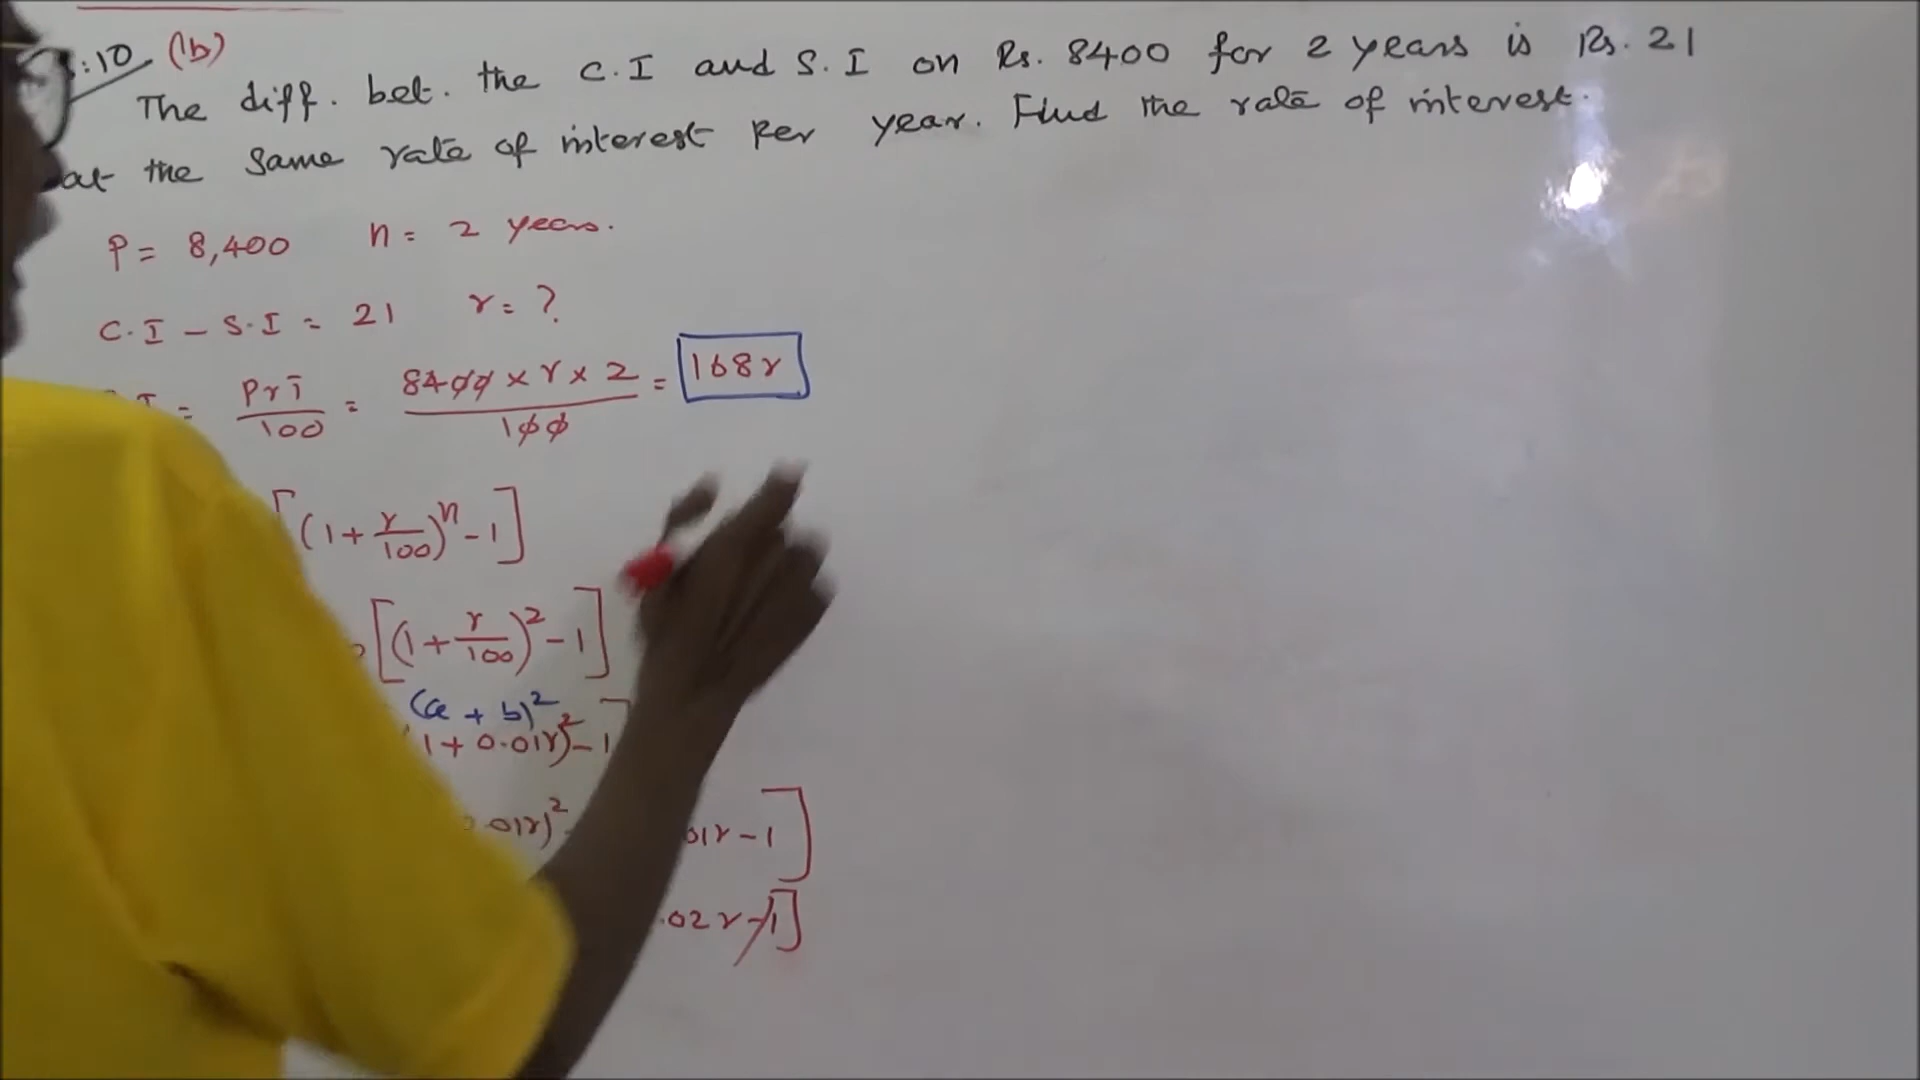 :10 (b)
The diff. bet. the C.I and S.I on Rs. 8400 for 2 years is Rs. 21
at the same rate of interest per year. Find the rate of interest.
P = 8,400 n = 2 years.
C.I - S.I = 21 r = ?
I = PrT/100 = 8400 × r × 2/100 = 168r
[(1 + r/100)^n - 1]
[(1 + r/100)^2 - 1]
(a + b)^2
(1 + 0.01r)^2 - 1]
.01r)^2 01r - 1]
.02r - 1]